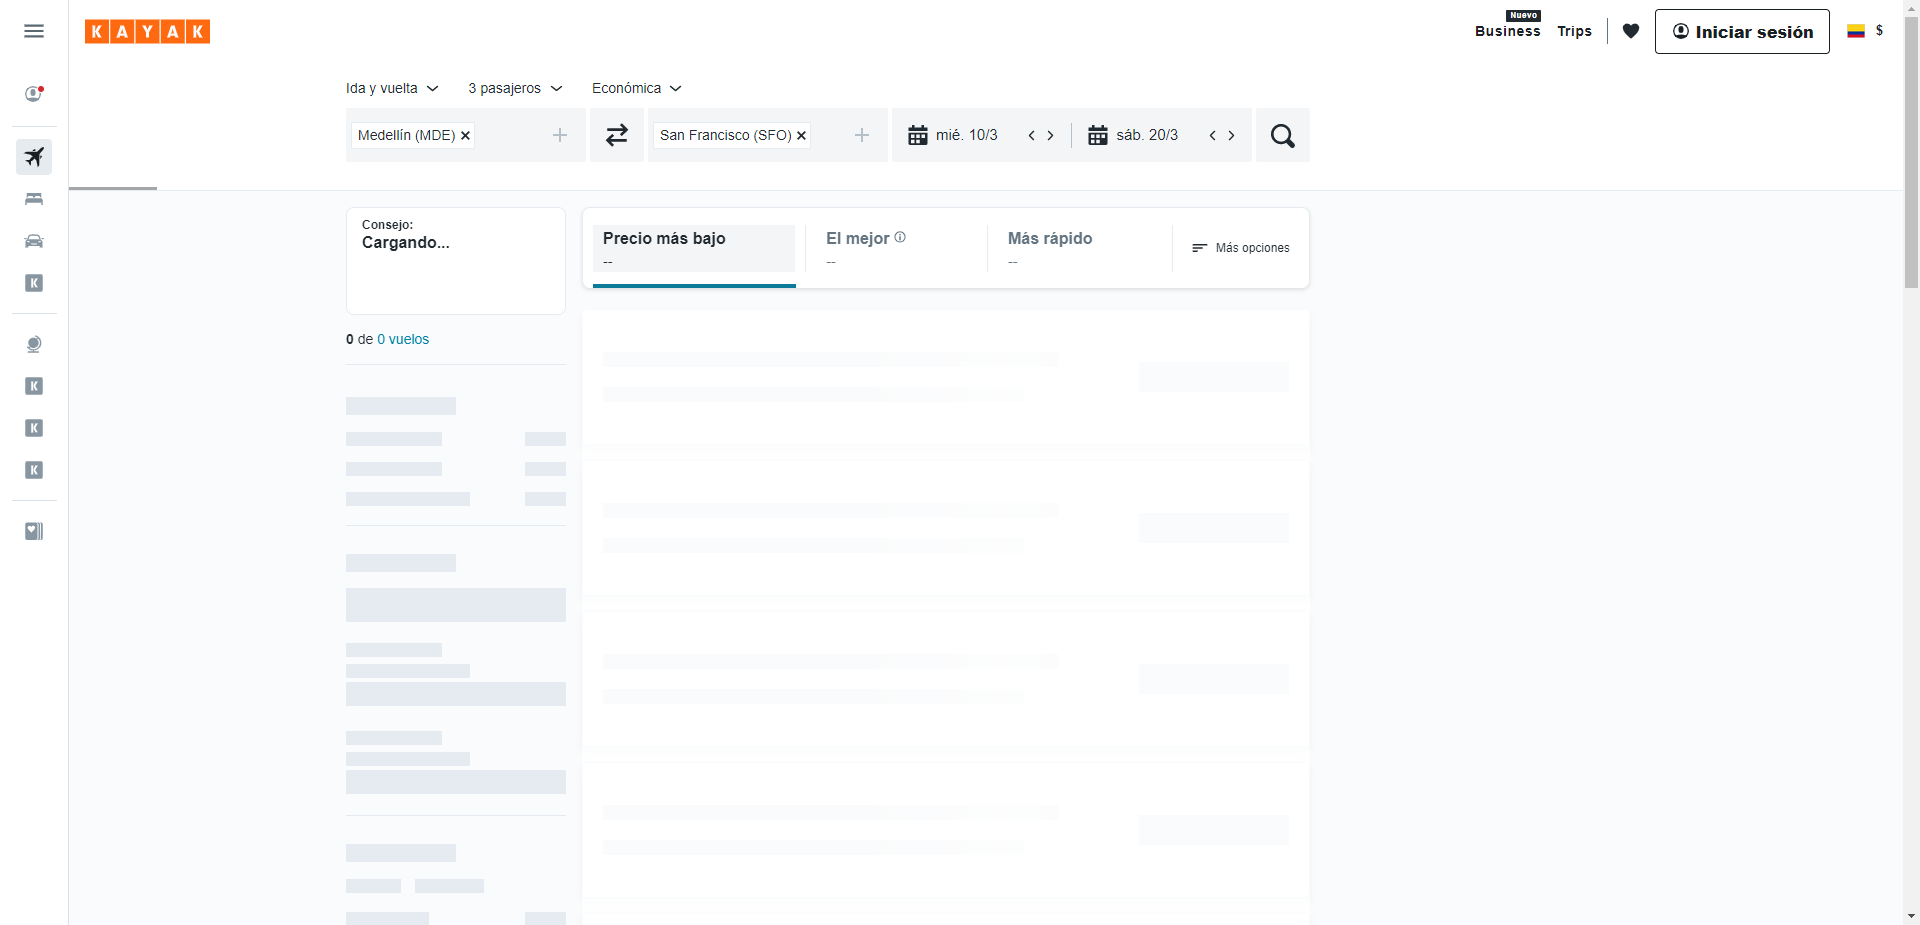 KAYAK
Nuevo
Business
Trips
Iniciar sesión
$
Ida y vuelta
3 pasajeros
Económica
Medellín (MDE)
San Francisco (SFO)
mié. 10/3
sáb. 20/3
Consejo:
Cargando...
Precio más bajo
--
El mejor
--
Más rápido
--
Más opciones
0 de 0 vuelos
K
K
K
K